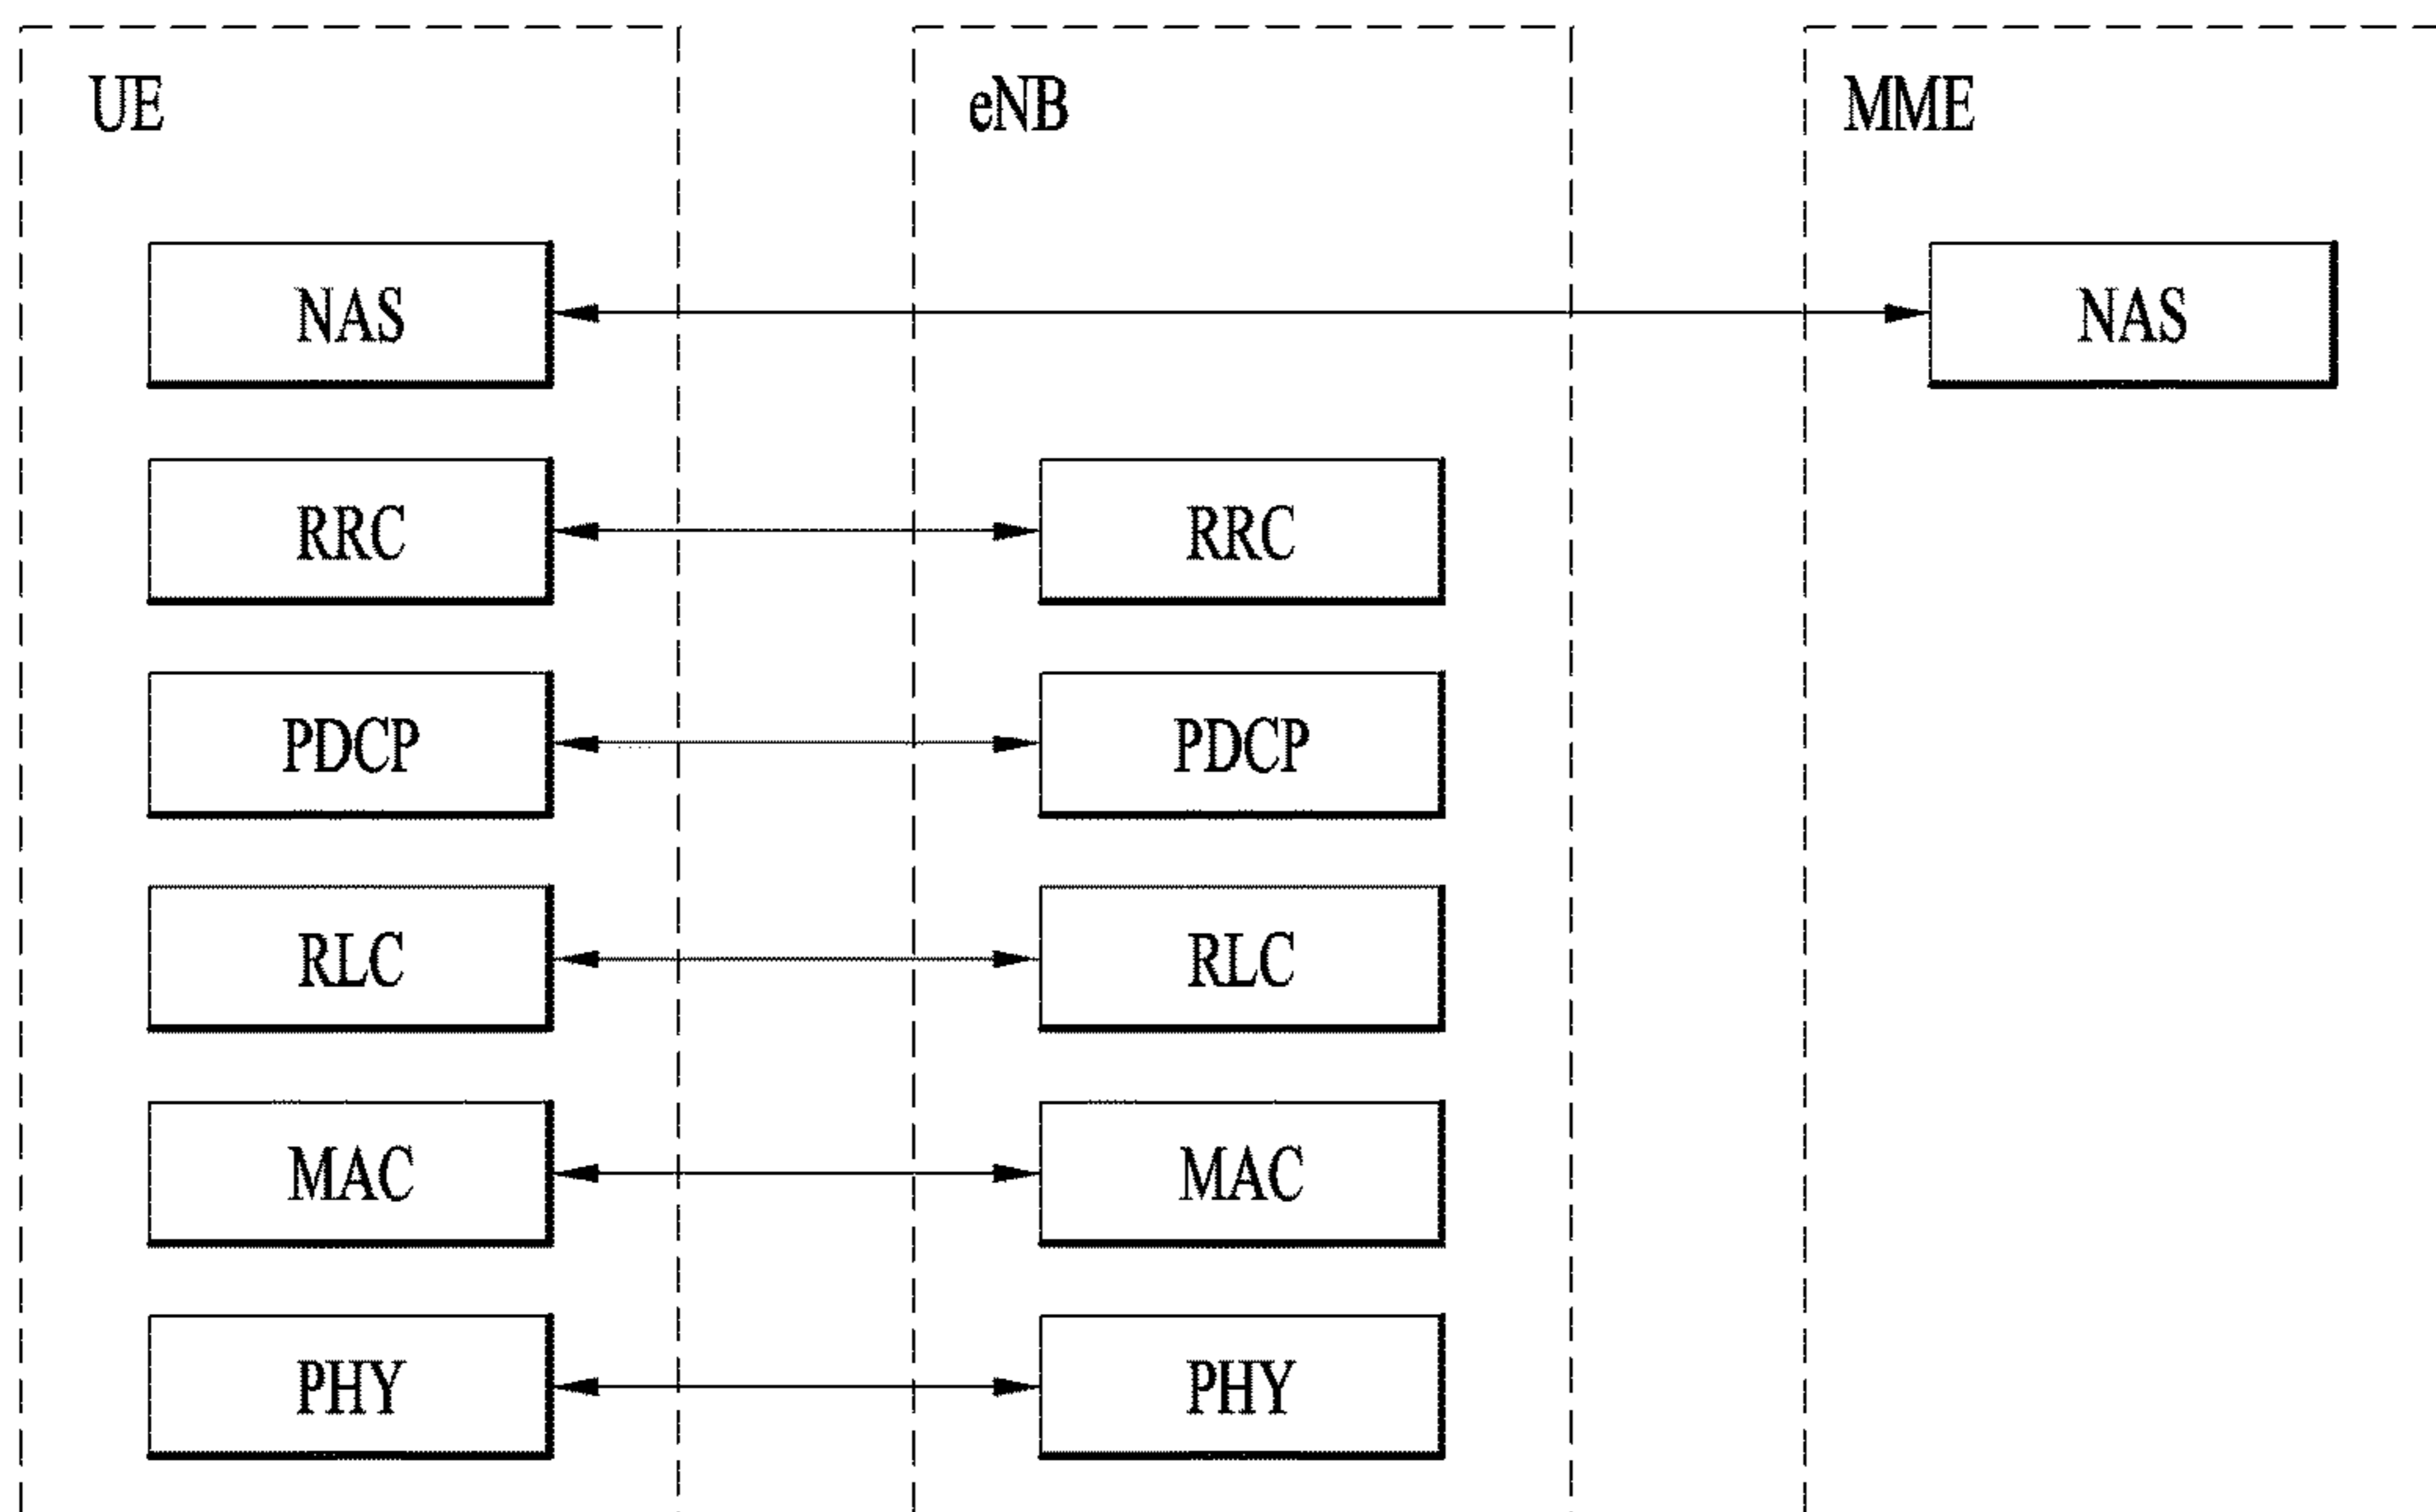 UE eNB MME
NAS NAS
RRC RRC
PDCP PDCP
RLC RLC
MAC MAC
PHY PHY